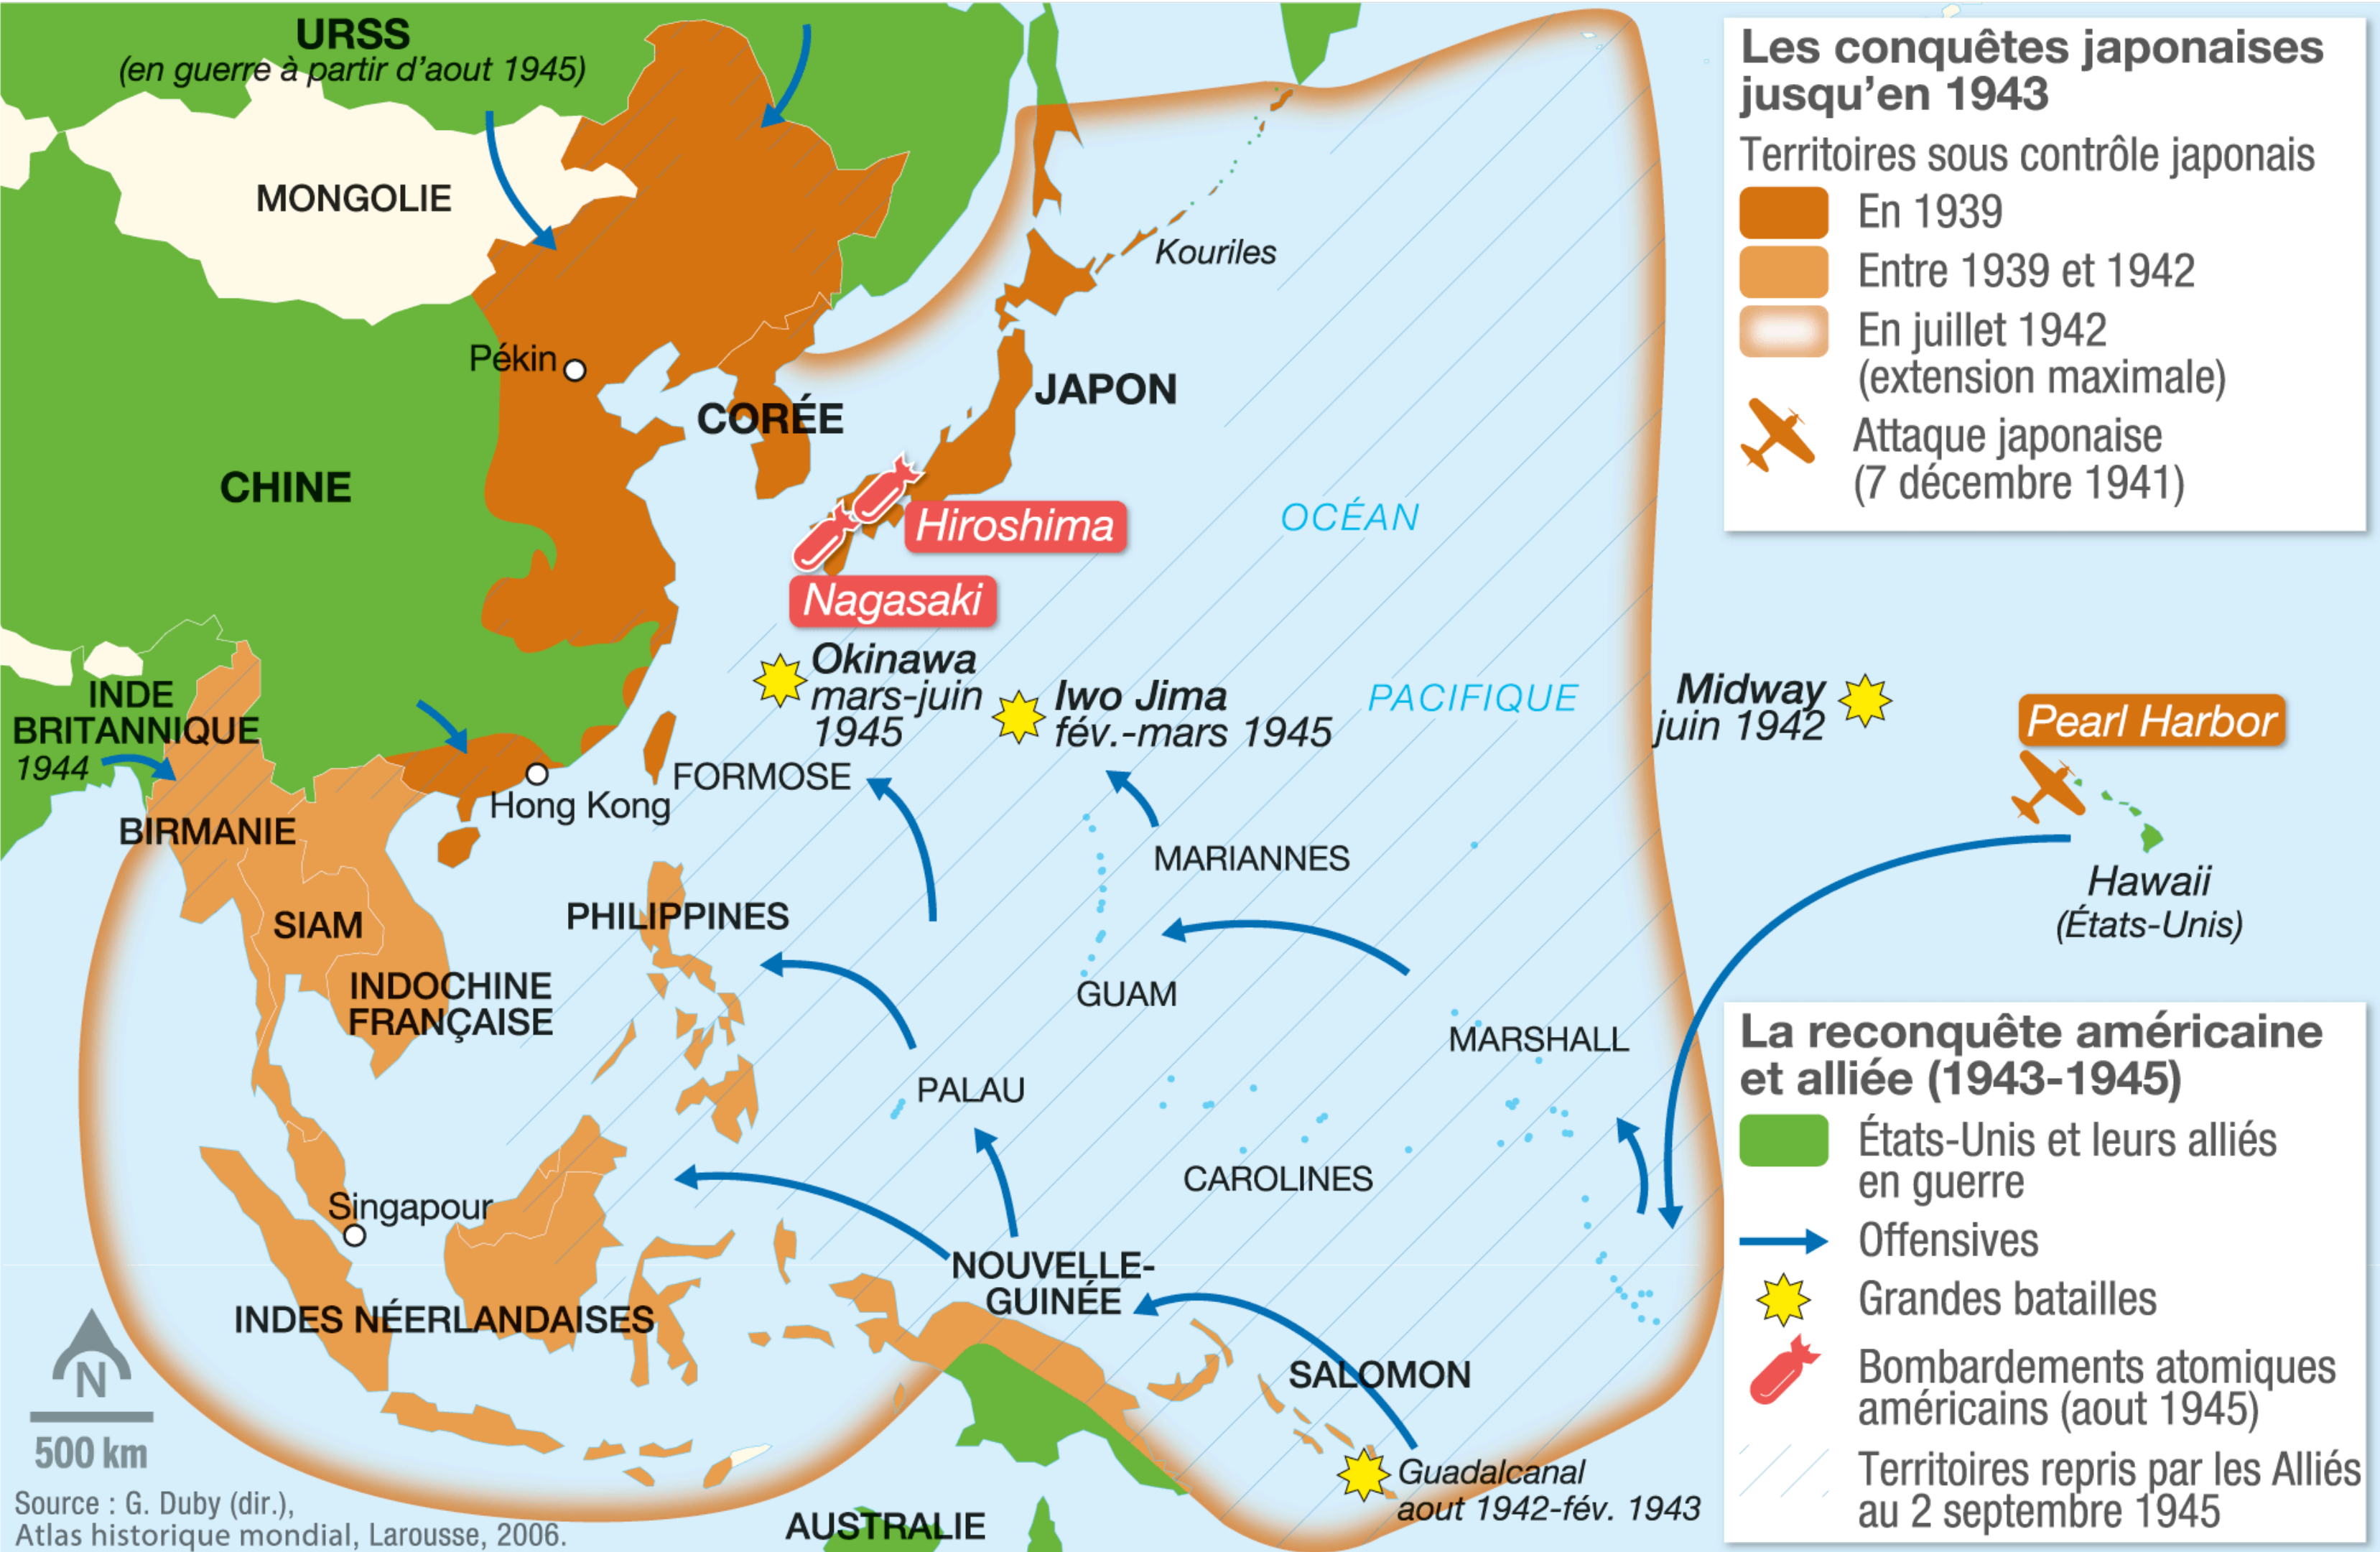 URSS
(en guerre à partir d’aout 1945)
MONGOLIE
Kouriles
Pékin
JAPON
CORÉE
CHINE
Hiroshima
Nagasaki
OCÉAN
PACIFIQUE
Okinawa
mars-juin
1945
Iwo Jima
fév.-mars 1945
Midway
juin 1942
Pearl Harbor
INDE
BRITANNIQUE
1944
FORMOSE
Hong Kong
BIRMANIE
MARIANNES
Hawaii
(États-Unis)
PHILIPPINES
SIAM
INDOCHINE
FRANÇAISE
GUAM
MARSHALL
PALAU
CAROLINES
Singapour
NOUVELLE-
GUINÉE
INDES NÉERLANDAISES
SALOMON
Guadalcanal
aout 1942-fév. 1943
AUSTRALIE
N
500 km
Source : G. Duby (dir.),
Atlas historique mondial, Larousse, 2006.
Les conquêtes japonaises
jusqu’en 1943
Territoires sous contrôle japonais
En 1939
Entre 1939 et 1942
En juillet 1942
(extension maximale)
Attaque japonaise
(7 décembre 1941)
La reconquête américaine
et alliée (1943-1945)
États-Unis et leurs alliés
en guerre
Offensives
Grandes batailles
Bombardements atomiques
américains (aout 1945)
Territoires repris par les Alliés
au 2 septembre 1945